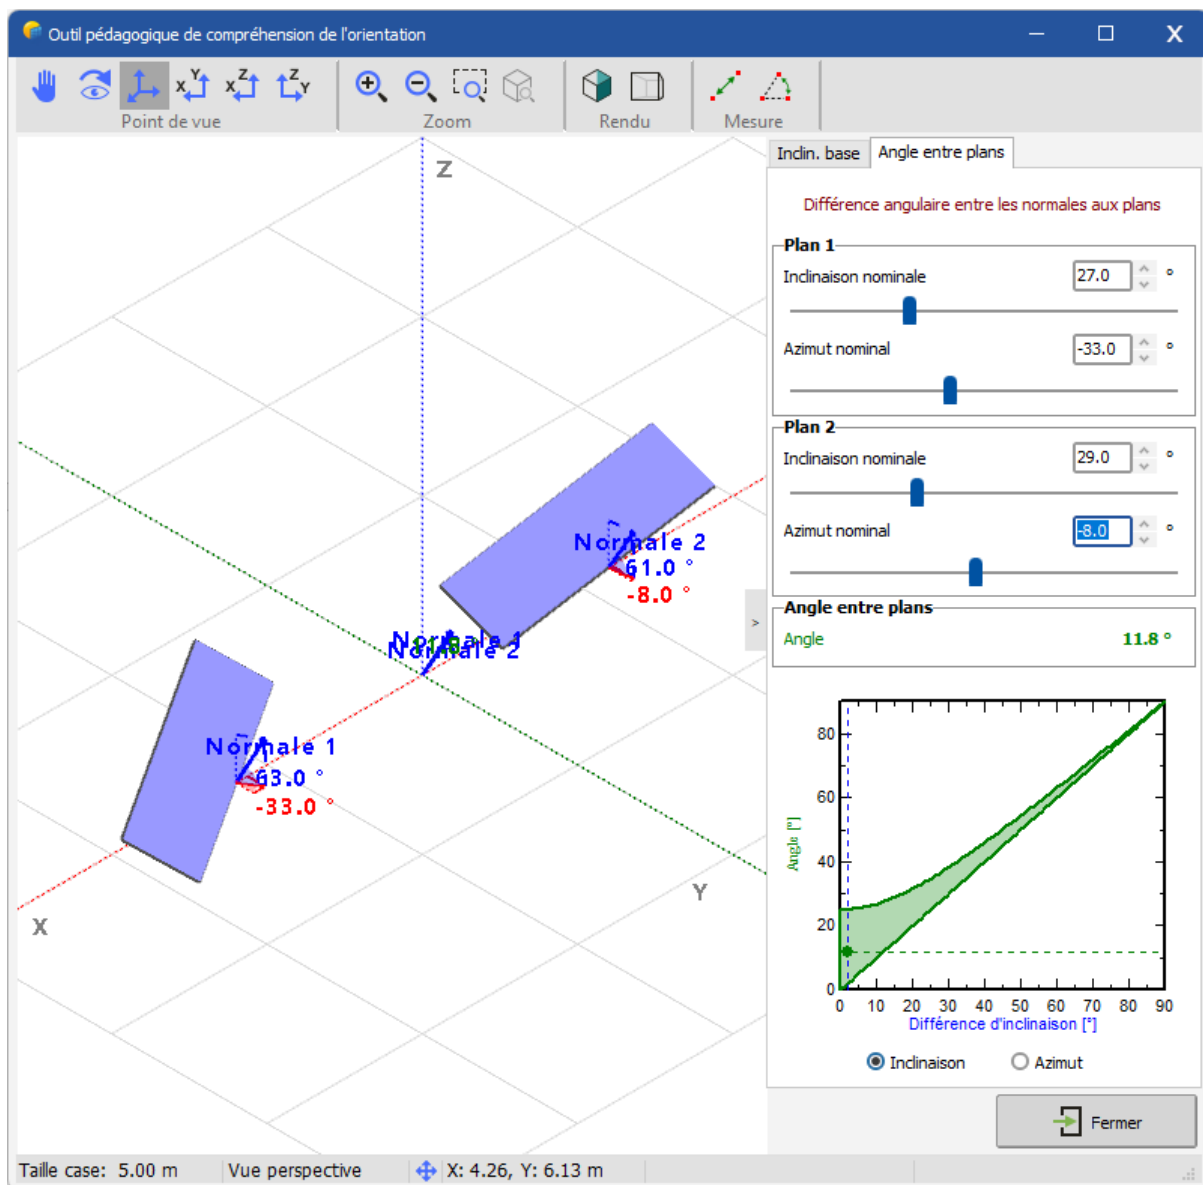 Outil pédagogique de compréhension de l'orientation
X Y
X Z
Z Y
Point de vue
Zoom
Rendu
Mesure
Inclin. base
Angle entre plans
Z
Différence angulaire entre les normales aux plans
Plan 1
Inclinaison nominale
27.0
°
Azimut nominal
-33.0
°
Plan 2
Inclinaison nominale
29.0
°
Azimut nominal
-8.0
°
Angle entre plans
Angle
11.8 °
Normale 2
61.0 °
-8.0 °
>
Normale 1
Normale 2
Normale 1
63.0 °
-33.0 °
Y
X
Angle [°]
80
60
40
20
0
0 10 20 30 40 50 60 70 80 90
Différence d'inclinaison [°]
Inclinaison
Azimut
Fermer
Taille case: 5.00 m
Vue perspective
X: 4.26, Y: 6.13 m